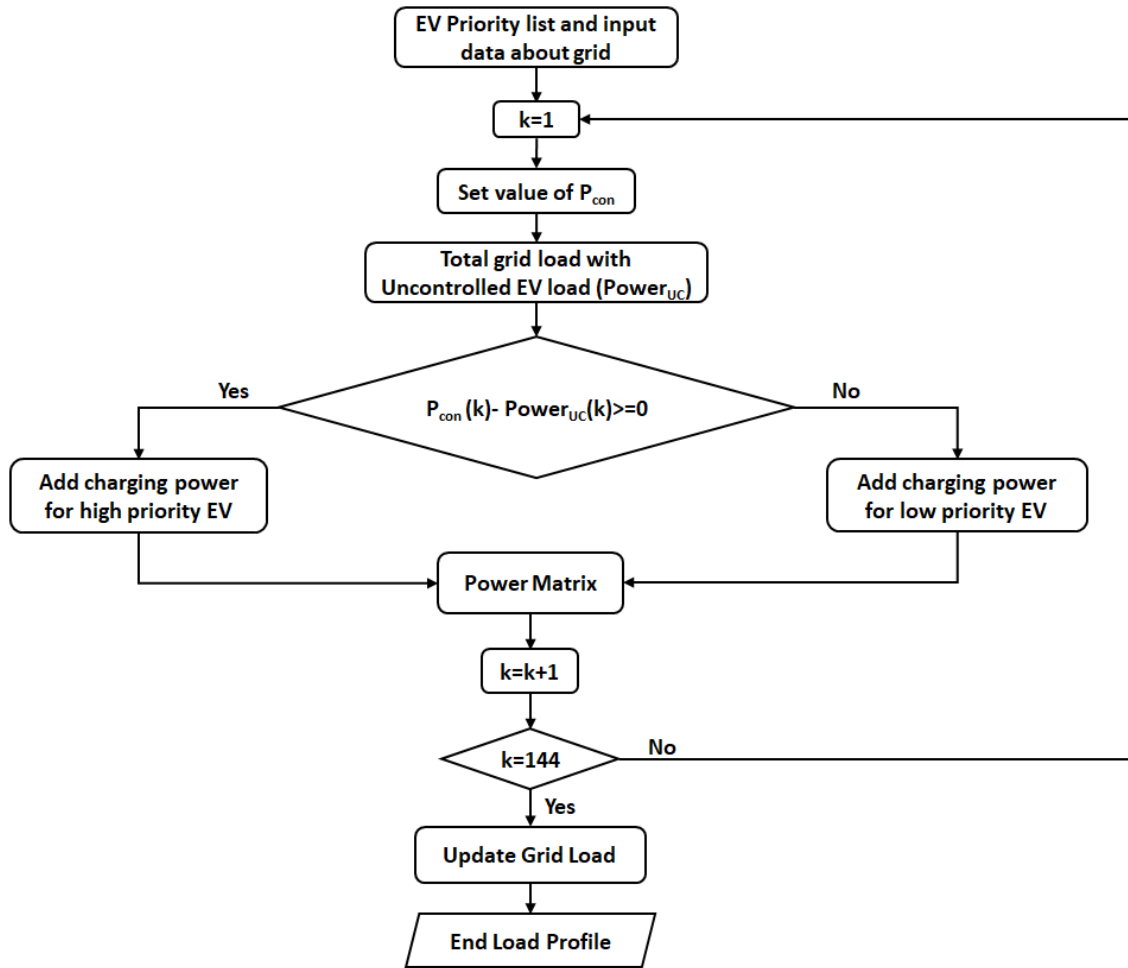 EV Priority list and input
data about grid
k=1
Set value of Pcon
Total grid load with
Uncontrolled EV load (PowerUC)
Yes
No
Pcon (k)- PowerUC(k)>=0
Add charging power
for high priority EV
Add charging power
for low priority EV
Power Matrix
k=k+1
k=144
No
Yes
Update Grid Load
End Load Profile